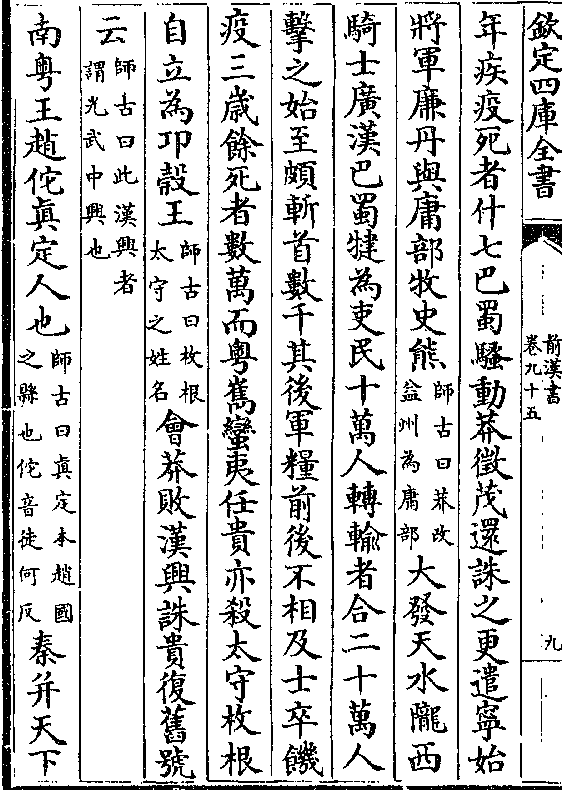 欽定四庫全書
前漢書
卷九十五
九
年疾疫死者什七巴蜀騷動莽徵茂還誅之更遣寧始
將軍廉丹與庸部牧史熊
師古曰莽改
益州為庸部
大發天水隴西
騎士廣漢巴蜀犍為吏民十萬人轉輸者合二十萬人
擊之始至頗斬首數千其後軍糧前後不相及士卒饑
疫三歲餘死者數萬而粤嶲蠻夷任貴亦殺太守枚根
自立為卭榖王
師古曰枚根
太守之姓名
會莽敗漢興誅貴復舊號
云
師古曰此漢興者
謂光武中興也
南粤王趙佗真定人也
師古曰真定本趙國
之縣也佗音徒何反
秦并天下